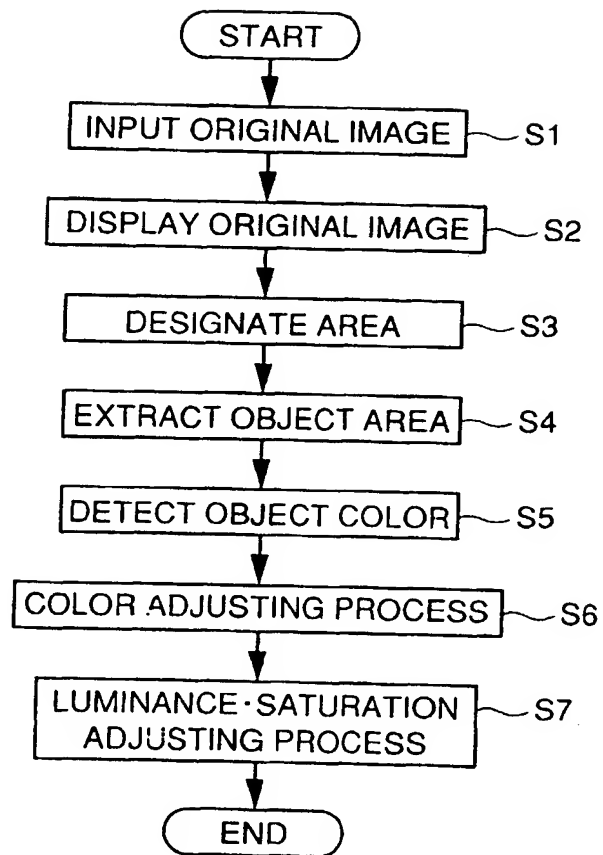 START
INPUT ORIGINAL IMAGE S1
DISPLAY ORIGINAL IMAGE S2
DESIGNATE AREA S3
EXTRACT OBJECT AREA S4
DETECT OBJECT COLOR S5
COLOR ADJUSTING PROCESS S6
LUMINANCE·SATURATION S7
ADJUSTING PROCESS
END